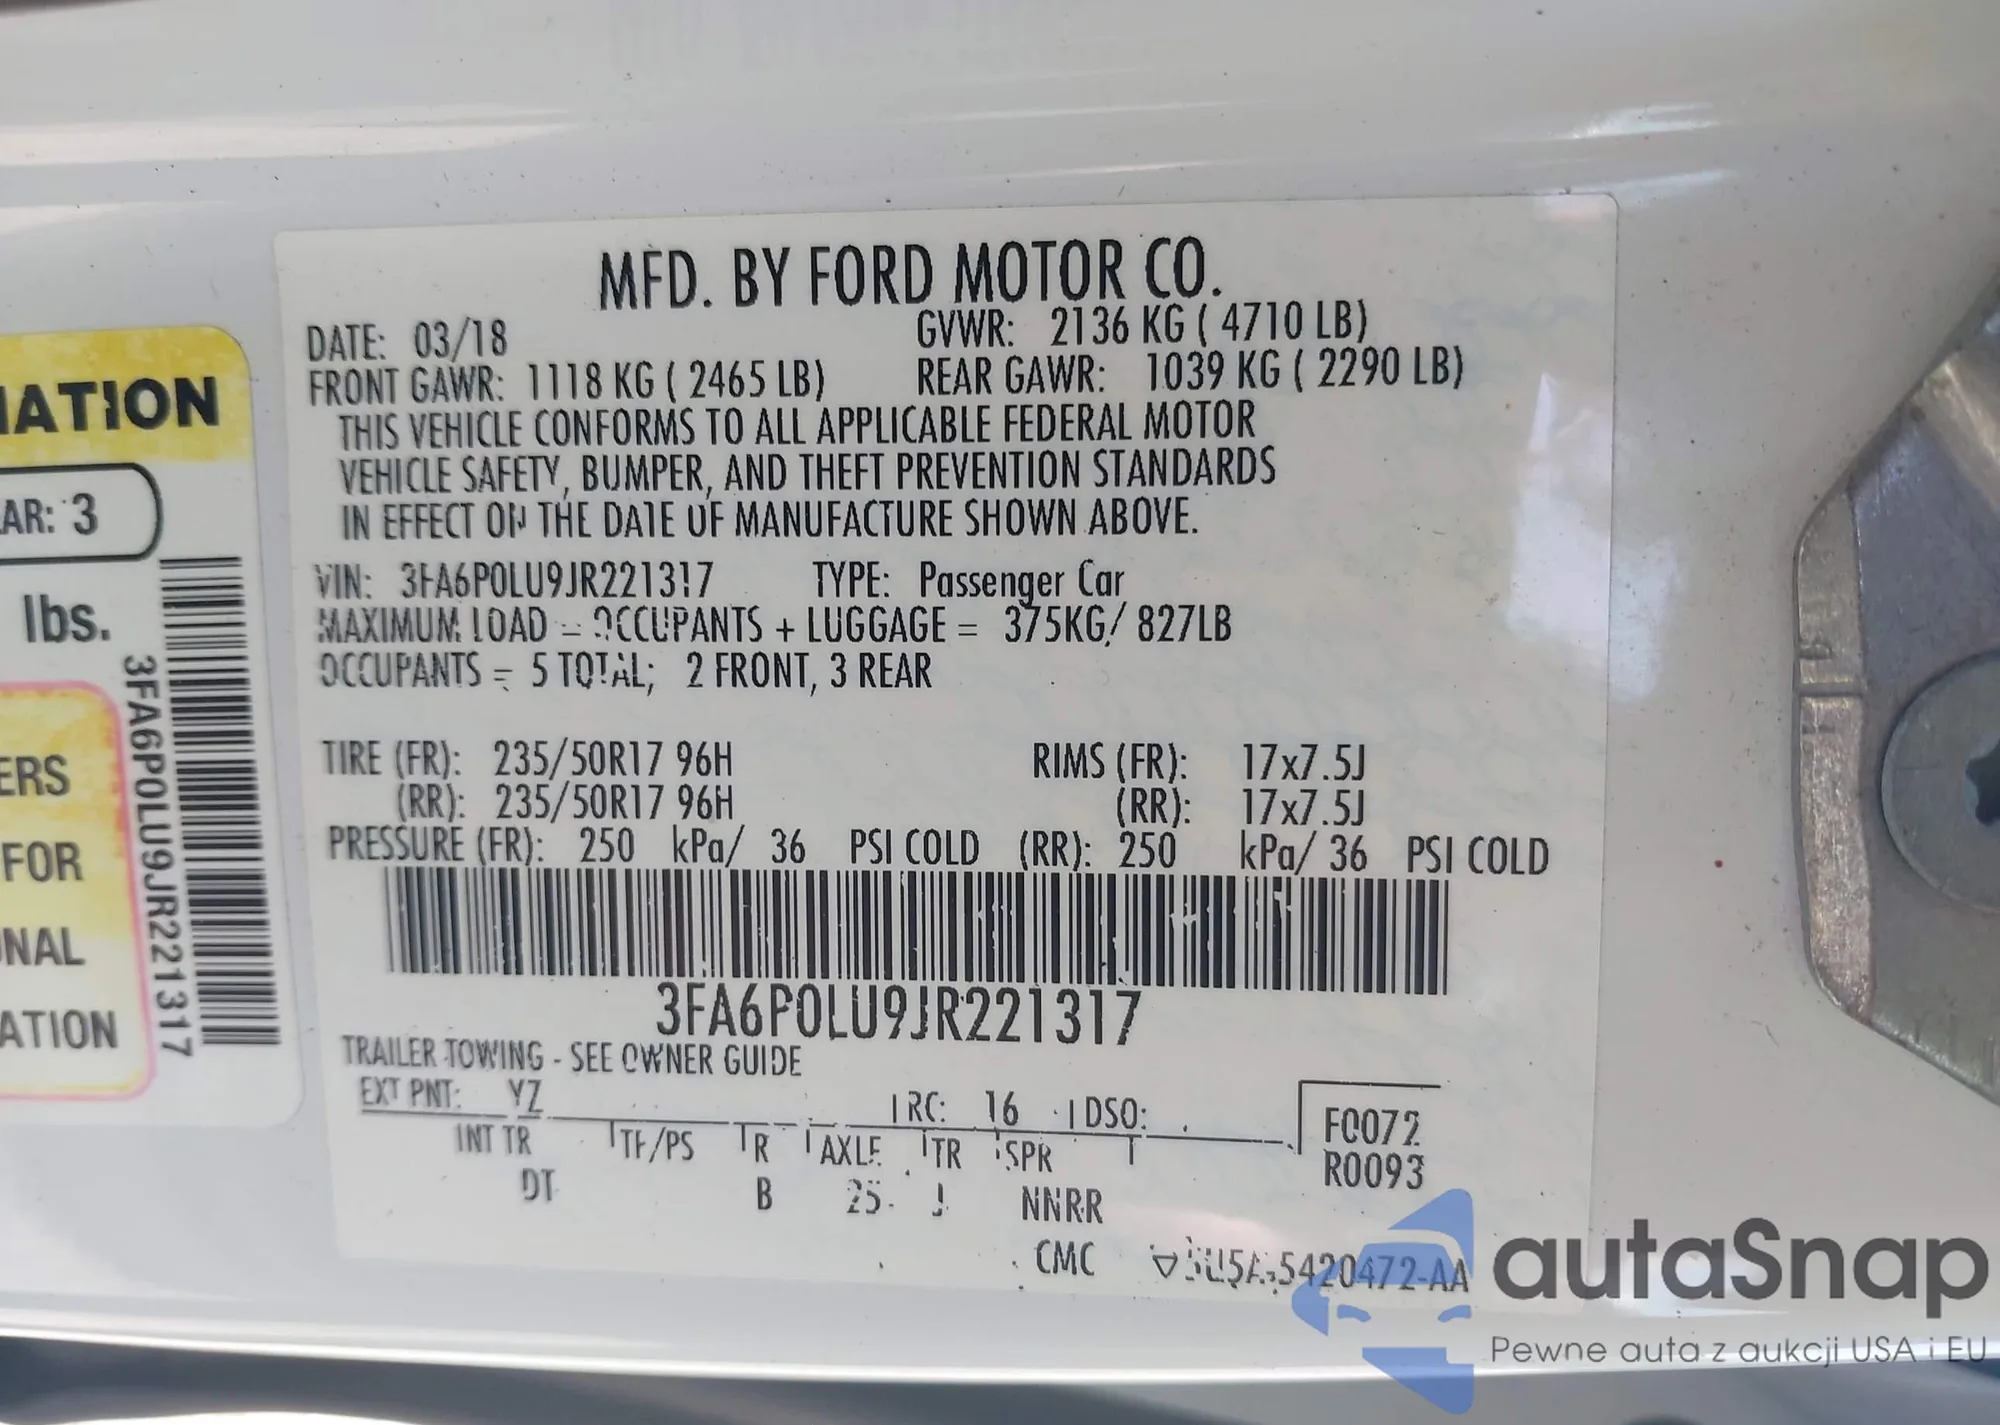 MFD. BY FORD MOTOR CO.
DATE: 03/18 GVWR: 2136 KG ( 4710 LB)
FRONT GAWR: 1118 KG ( 2465 LB) REAR GAWR: 1039 KG ( 2290 LB)
THIS VEHICLE CONFORMS TO ALL APPLICABLE FEDERAL MOTOR
VEHICLE SAFETY, BUMPER, AND THEFT PREVENTION STANDARDS
IN EFFECT ON THE DATE OF MANUFACTURE SHOWN ABOVE.
VIN: 3FA6P0LU9JR221317 TYPE: Passenger Car
MAXIMUM LOAD = OCCUPANTS + LUGGAGE = 375KG/ 827LB
OCCUPANTS = 5 TOTAL; 2 FRONT, 3 REAR
TIRE (FR): 235/50R17 96H RIMS (FR): 17x7.5J
(RR): 235/50R17 96H (RR): 17x7.5J
PRESSURE (FR): 250 kPa/ 36 PSI COLD (RR): 250 kPa/ 36 PSI COLD
3FA6P0LU9JR221317
TRAILER TOWING - SEE OWNER GUIDE
EXT PNT: YZ RC: 16 DSO:
F0072
R0093
INT TR TP/PS R AXLE TR SPR
DT B 25 J NNRR
CMC 5420472-AA
IATION
AR: 3
lbs.
ERS
FOR
NAL
ATION
3FA6P0LU9JR221317
autaSnap
Pewne auta z aukcji USA i EU